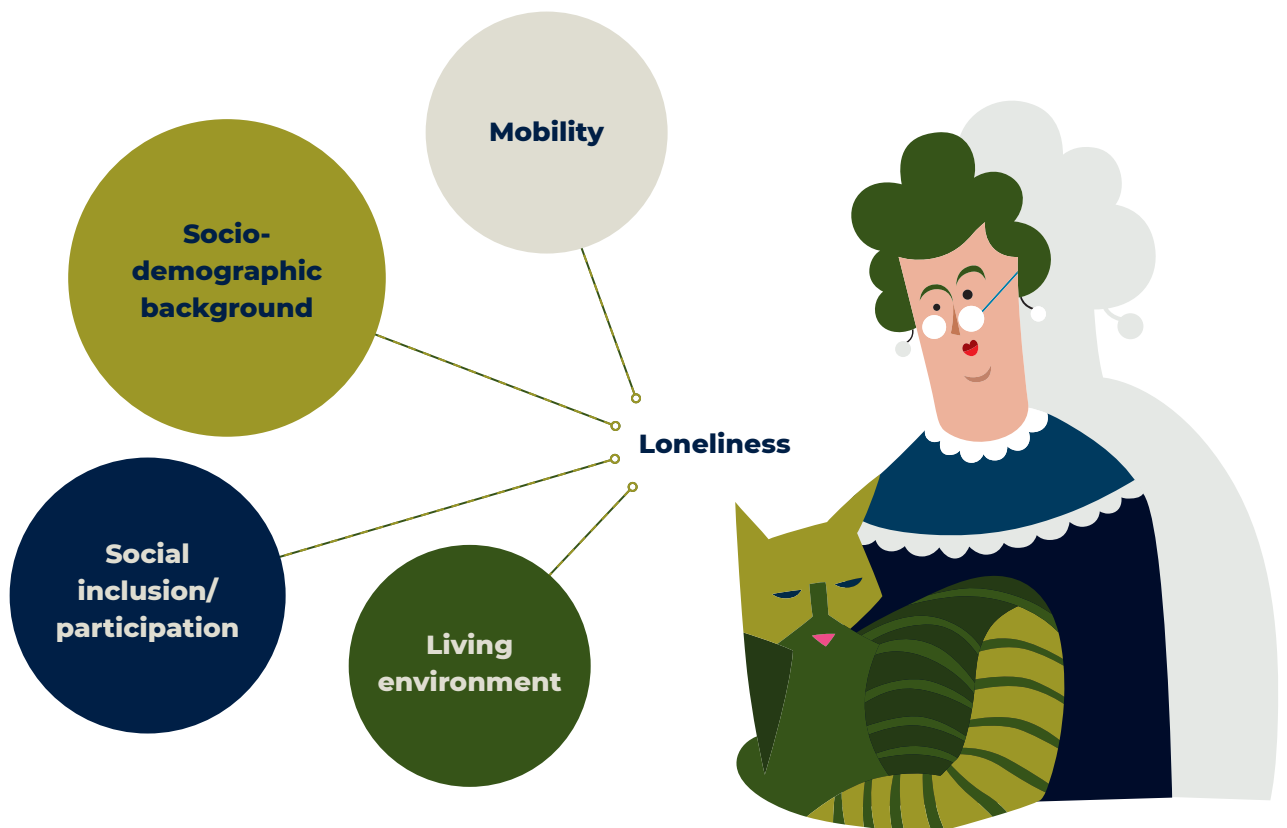 Mobility
Socio-
demographic
background
Loneliness
Social
inclusion/
participation
Living
environment